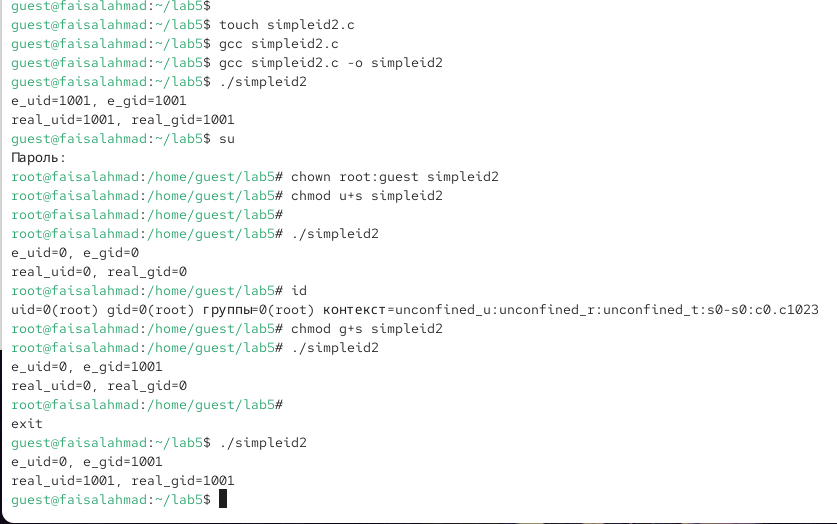 guest@faisalahmad:~/lab5$
guest@faisalahmad:~/lab5$ touch simpleid2.c
guest@faisalahmad:~/lab5$ gcc simpleid2.c
guest@faisalahmad:~/lab5$ gcc simpleid2.c -o simpleid2
guest@faisalahmad:~/lab5$ ./simpleid2
e_uid=1001, e_gid=1001
real_uid=1001, real_gid=1001
guest@faisalahmad:~/lab5$ su
Пароль:
root@faisalahmad:/home/guest/lab5# chown root:guest simpleid2
root@faisalahmad:/home/guest/lab5# chmod u+s simpleid2
root@faisalahmad:/home/guest/lab5#
root@faisalahmad:/home/guest/lab5# ./simpleid2
e_uid=0, e_gid=0
real_uid=0, real_gid=0
root@faisalahmad:/home/guest/lab5# id
uid=0(root) gid=0(root) группы=0(root) контекст=unconfined_u:unconfined_r:unconfined_t:s0-s0:c0.c1023
root@faisalahmad:/home/guest/lab5# chmod g+s simpleid2
root@faisalahmad:/home/guest/lab5# ./simpleid2
e_uid=0, e_gid=1001
real_uid=0, real_gid=0
root@faisalahmad:/home/guest/lab5#
exit
guest@faisalahmad:~/lab5$ ./simpleid2
e_uid=0, e_gid=1001
real_uid=1001, real_gid=1001
guest@faisalahmad:~/lab5$